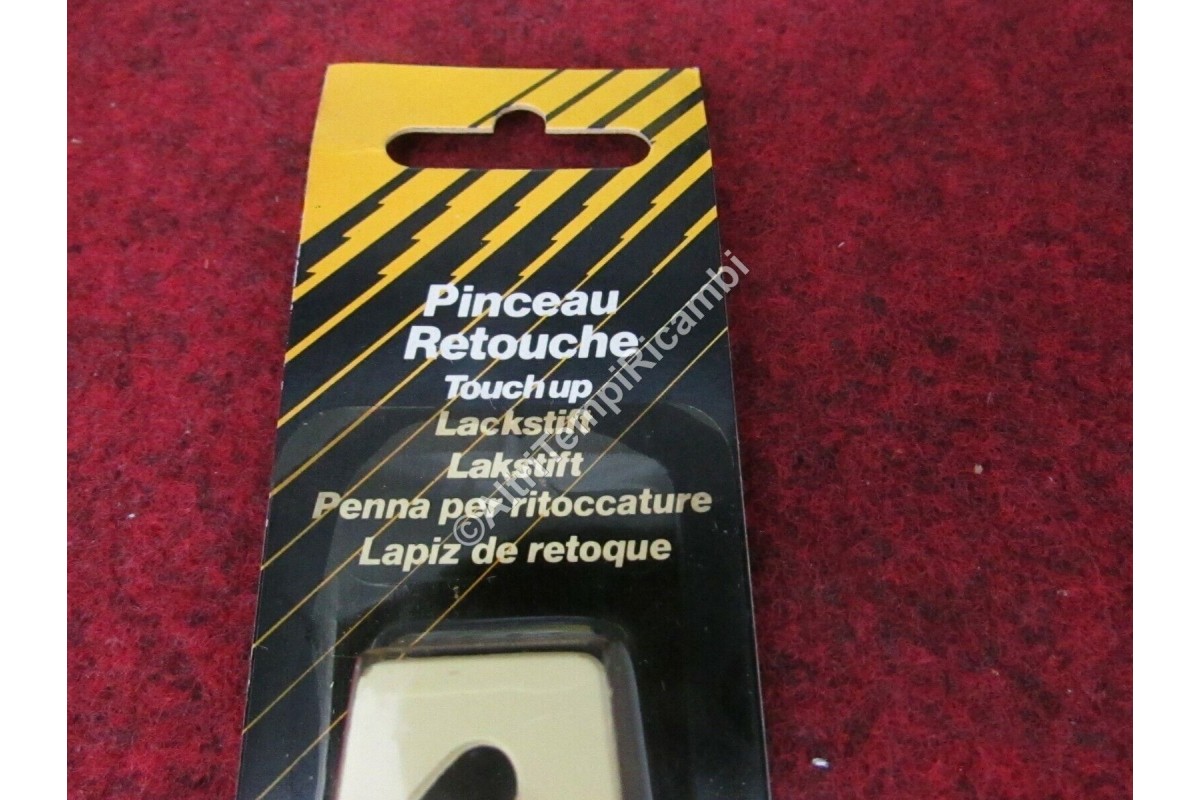 Pinceau
Retouche
Touch up
Lackstift
Lakstift
Penna per ritoccature
Lapiz de retoque
©AltriTempiRicambi